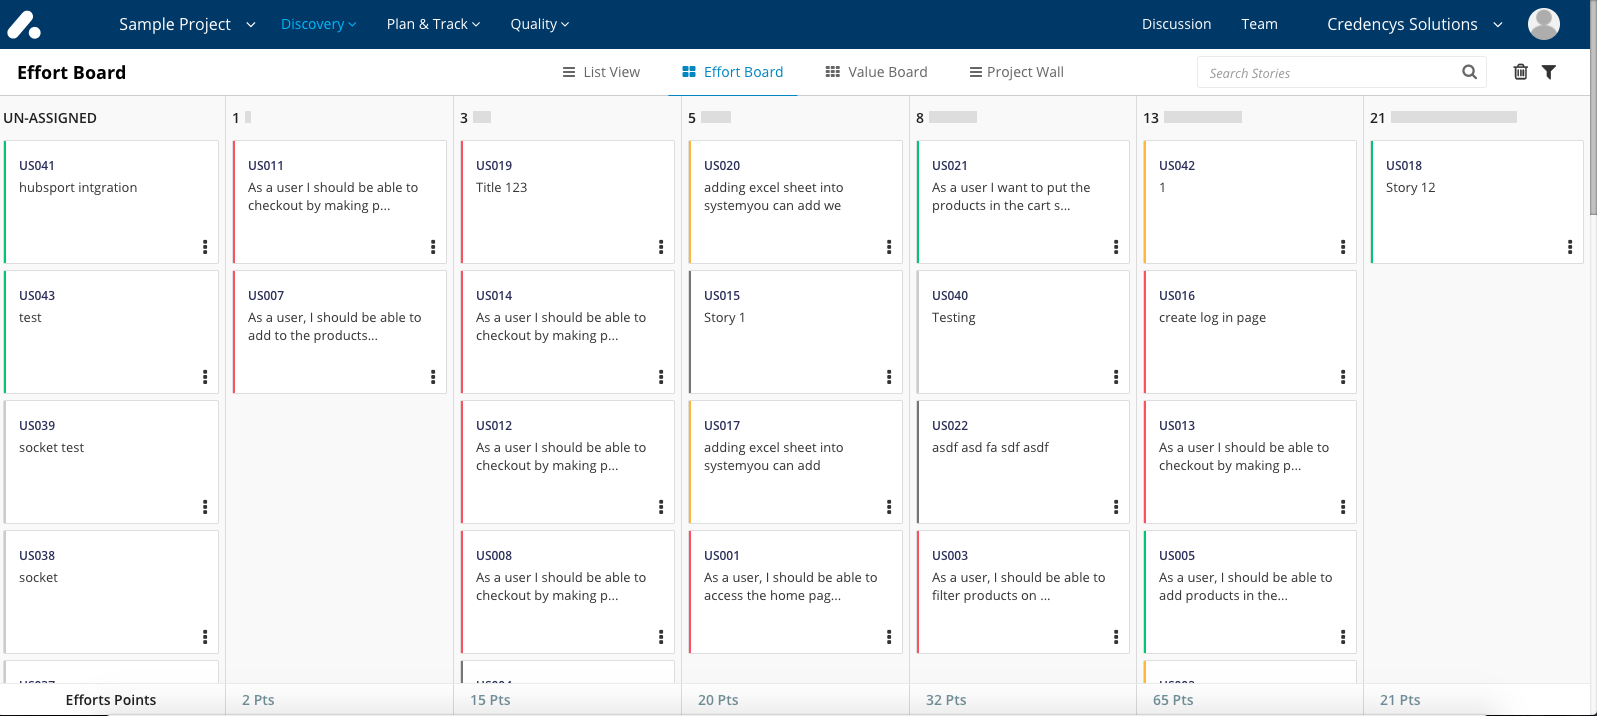 Sample Project
Discovery
Plan & Track
Quality
Discussion
Team
Credencys Solutions
Effort Board
List View
Effort Board
Value Board
Project Wall
Search Stories
UN-ASSIGNED
1
3
5
8
13
21
US041
hubsport intgration
US011
As a user I should be able to
checkout by making p...
US019
Title 123
US020
adding excel sheet into
systemyou can add we
US021
As a user I want to put the
products in the cart s...
US042
1
US018
Story 12
US043
test
US007
As a user, I should be able to
add to the products...
US014
As a user I should be able to
checkout by making p...
US015
Story 1
US040
Testing
US016
create log in page
US039
socket test
US012
As a user I should be able to
checkout by making p...
US017
adding excel sheet into
systemyou can add
US022
asdf asd fa sdf asdf
US013
As a user I should be able to
checkout by making p...
US038
socket
US008
As a user I should be able to
checkout by making p...
US001
As a user, I should be able to
access the home pag...
US003
As a user, I should be able to
filter products on ...
US005
As a user, I should be able to
add products in the...
Efforts Points
2 Pts
15 Pts
20 Pts
32 Pts
65 Pts
21 Pts